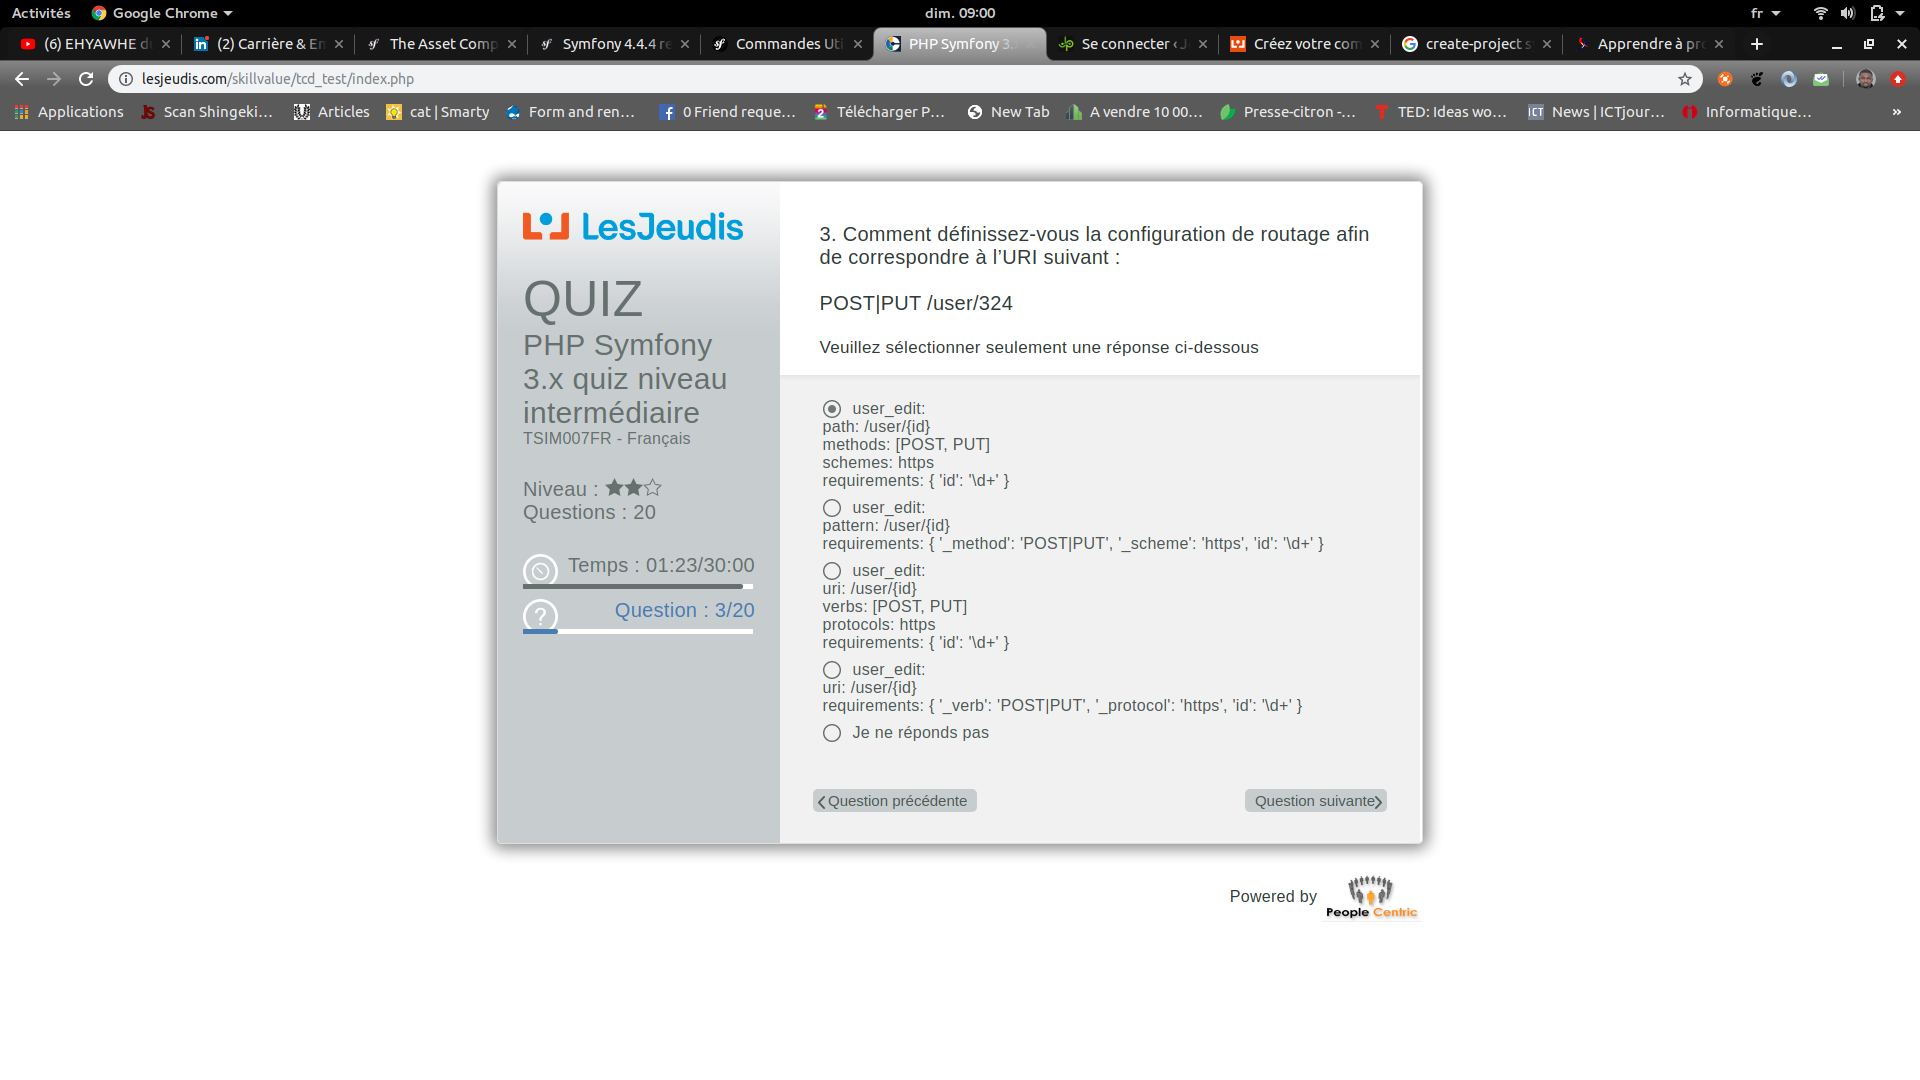 Activités Google Chrome dim. 09:00 fr
(6) EHYAWHE d (2) Carrière & En The Asset Comp Symfony 4.4.4 re Commandes Uti PHP Symfony 3. Se connecter ‹ J Créez votre com create-project s Apprendre à pro
lesjeudis.com/skillvalue/tcd_test/index.php
Applications Scan Shingeki... Articles cat | Smarty Form and ren... 0 Friend reque... Télécharger P... New Tab A vendre 10 00... Presse-citron -... TED: Ideas wo... News | ICTjour... Informatique... »
LesJeudis
QUIZ
PHP Symfony
3.x quiz niveau
intermédiaire
TSIM007FR - Français
Niveau :
Questions : 20
Temps : 01:23/30:00
Question : 3/20
3. Comment définissez-vous la configuration de routage afin
de correspondre à l’URI suivant :
POST|PUT /user/324
Veuillez sélectionner seulement une réponse ci-dessous
user_edit:
path: /user/{id}
methods: [POST, PUT]
schemes: https
requirements: { 'id': '\d+' }
user_edit:
pattern: /user/{id}
requirements: { '_method': 'POST|PUT', '_scheme': 'https', 'id': '\d+' }
user_edit:
uri: /user/{id}
verbs: [POST, PUT]
protocols: https
requirements: { 'id': '\d+' }
user_edit:
uri: /user/{id}
requirements: { '_verb': 'POST|PUT', '_protocol': 'https', 'id': '\d+' }
Je ne réponds pas
Question précédente Question suivante
Powered by People Centric